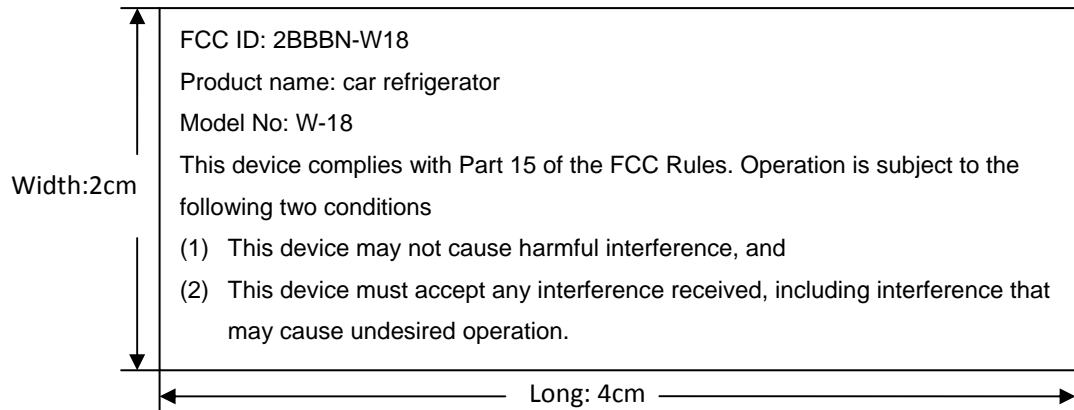 FCC ID: 2BBBN-W18
Product name: car refrigerator
Model No: W-18
This device complies with Part 15 of the FCC Rules. Operation is subject to the
following two conditions
(1) This device may not cause harmful interference, and
(2) This device must accept any interference received, including interference that
may cause undesired operation.
Width:2cm
Long: 4cm